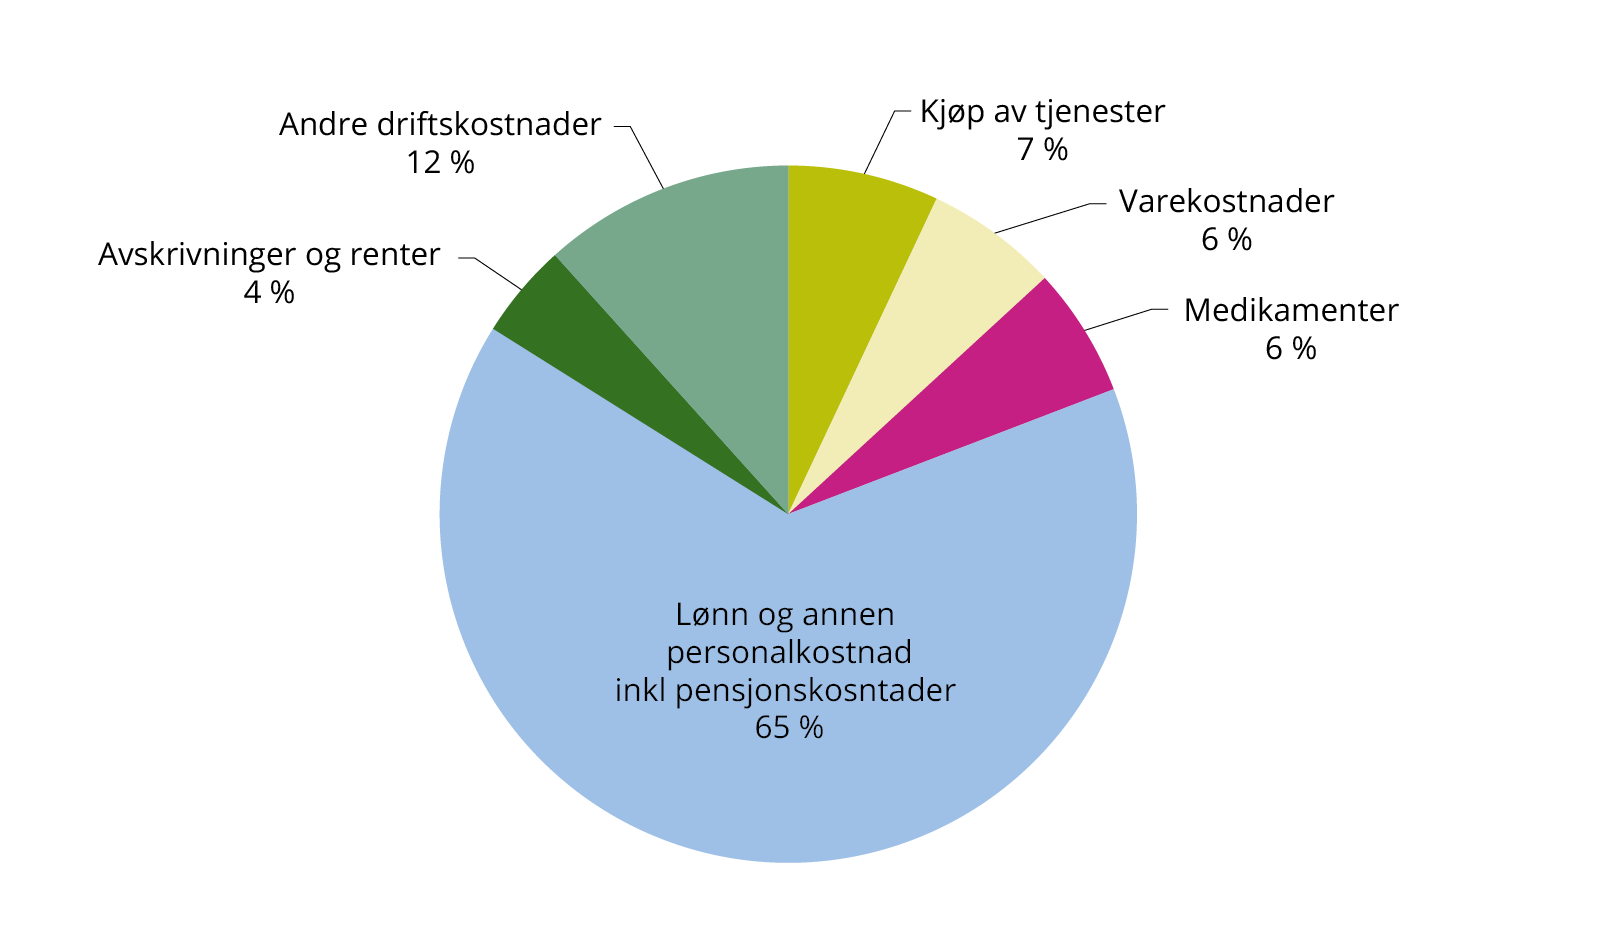 Kjøp av tjenester
7 %
Varekostnader
6 %
Medikamenter
6 %
Lønn og annen
personalkostnad
inkl pensjonskosntader
65 %
Avskrivninger og renter
4 %
Andre driftskostnader
12 %